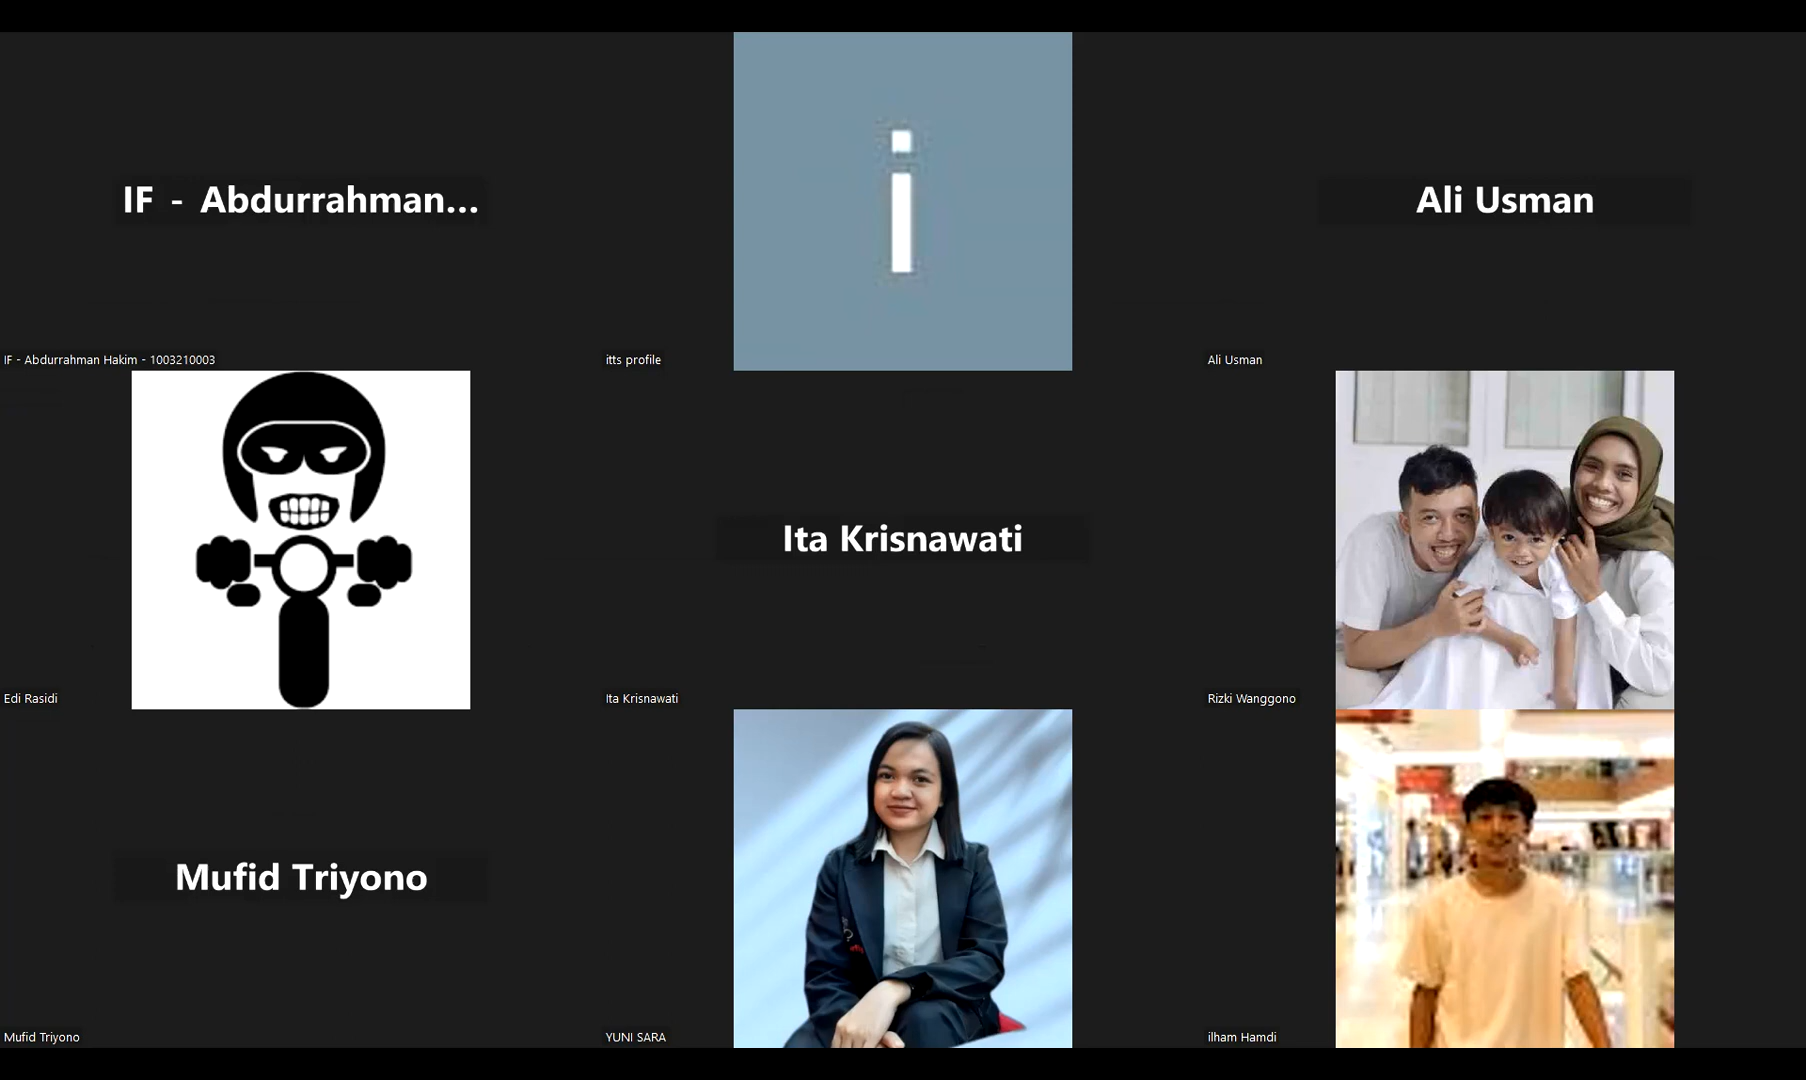 IF - Abdurrahman...
i
Ali Usman
IF - Abdurrahman Hakim - 1003210003
itts profile
Ali Usman
Ita Krisnawati
Edi Rasidi
Ita Krisnawati
Rizki Wanggono
Mufid Triyono
Mufid Triyono
YUNI SARA
ilham Hamdi